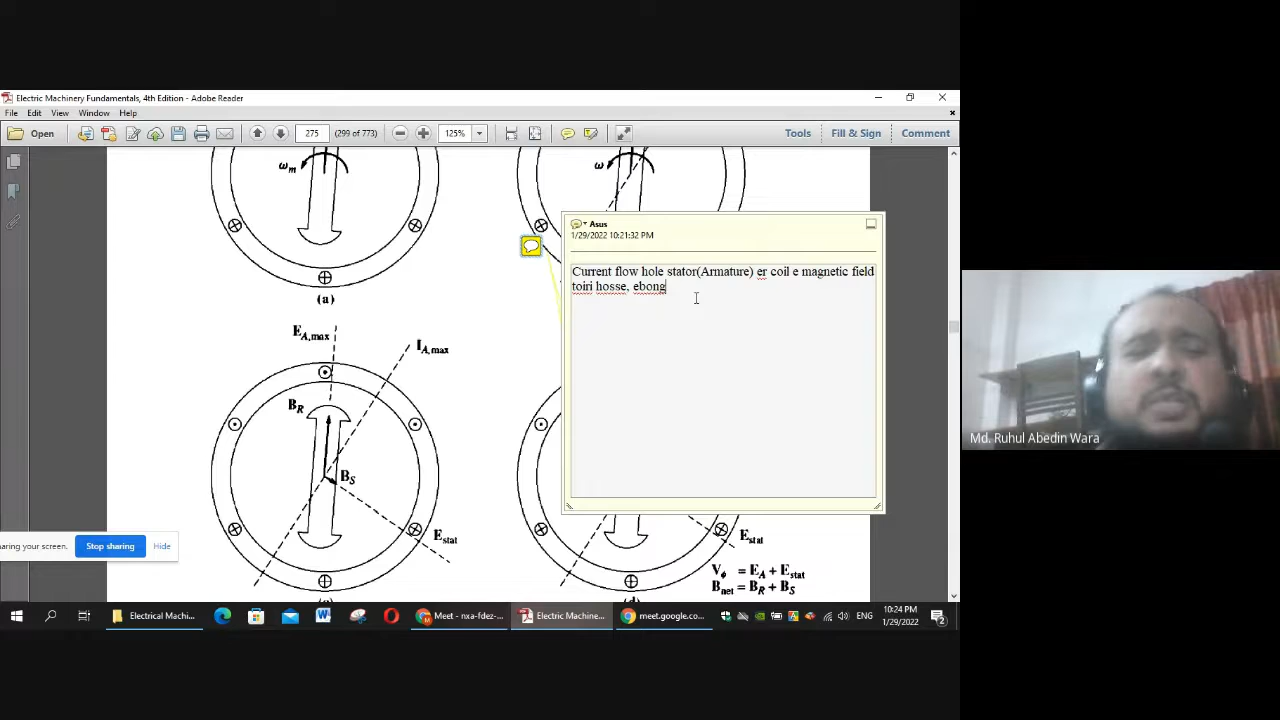 Electric Machinery Fundamentals, 4th Edition - Adobe Reader
File Edit View Window Help
Open 275 (299 of 773) 125% Tools Fill & Sign Comment
ωm
ω
(a)
Asus
1/29/2022 10:21:32 PM
Current flow hole stator(Armature) er coil e magnetic field
toiri hosse, ebong
EA,max
IA,max
BR
BS
Estat
Estat
Vϕ = EA + Estat
Bnet = BR + BS
Md. Ruhul Abedin Wara
aring your screen. Stop sharing Hide
Electrical Machi... Meet - nxa-fdez-... Electric Machine... meet.google.co... ENG
10:24 PM
1/29/2022
2